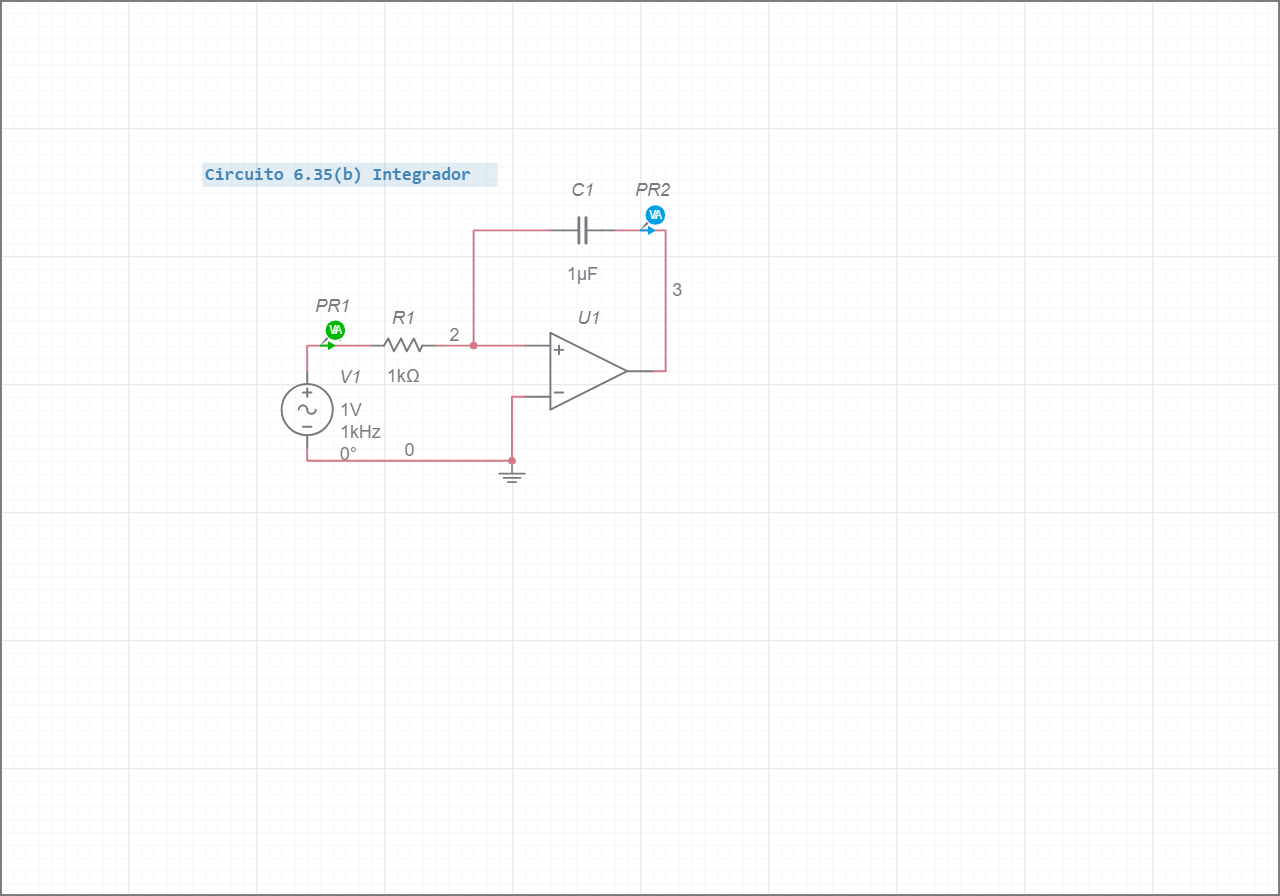 Circuito 6.35(b) Integrador
C1
PR2
VA
1µF
3
PR1
VA
R1
2
U1
V1
1kΩ
+
−
+
−
1V
1kHz
0°
0